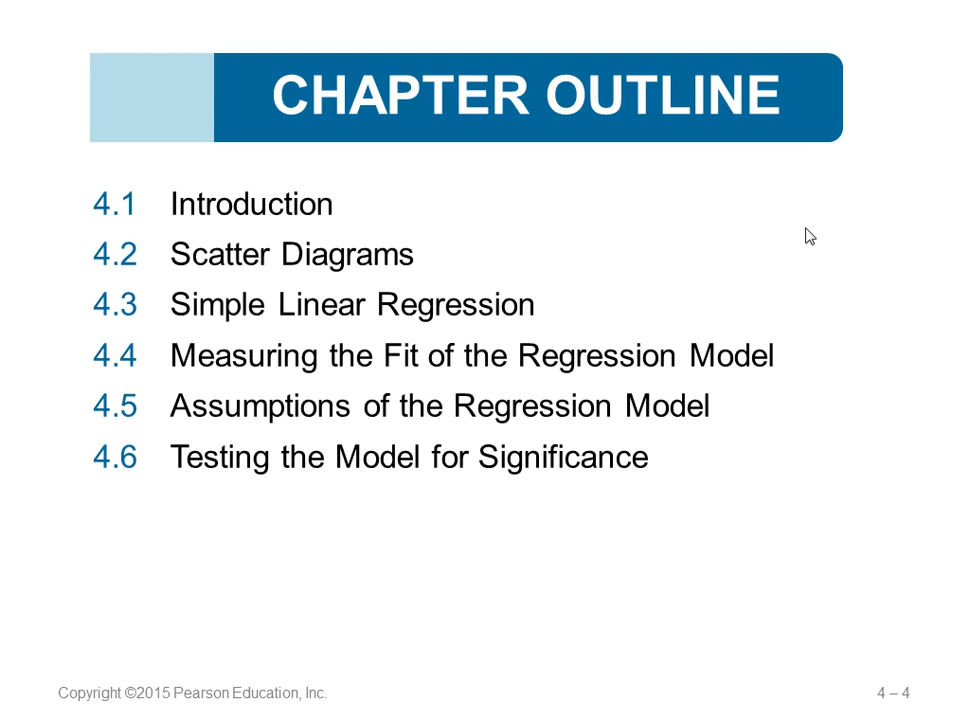 CHAPTER OUTLINE
4.1 Introduction
4.2 Scatter Diagrams
4.3 Simple Linear Regression
4.4 Measuring the Fit of the Regression Model
4.5 Assumptions of the Regression Model
4.6 Testing the Model for Significance
Copyright ©2015 Pearson Education, Inc. 4 – 4